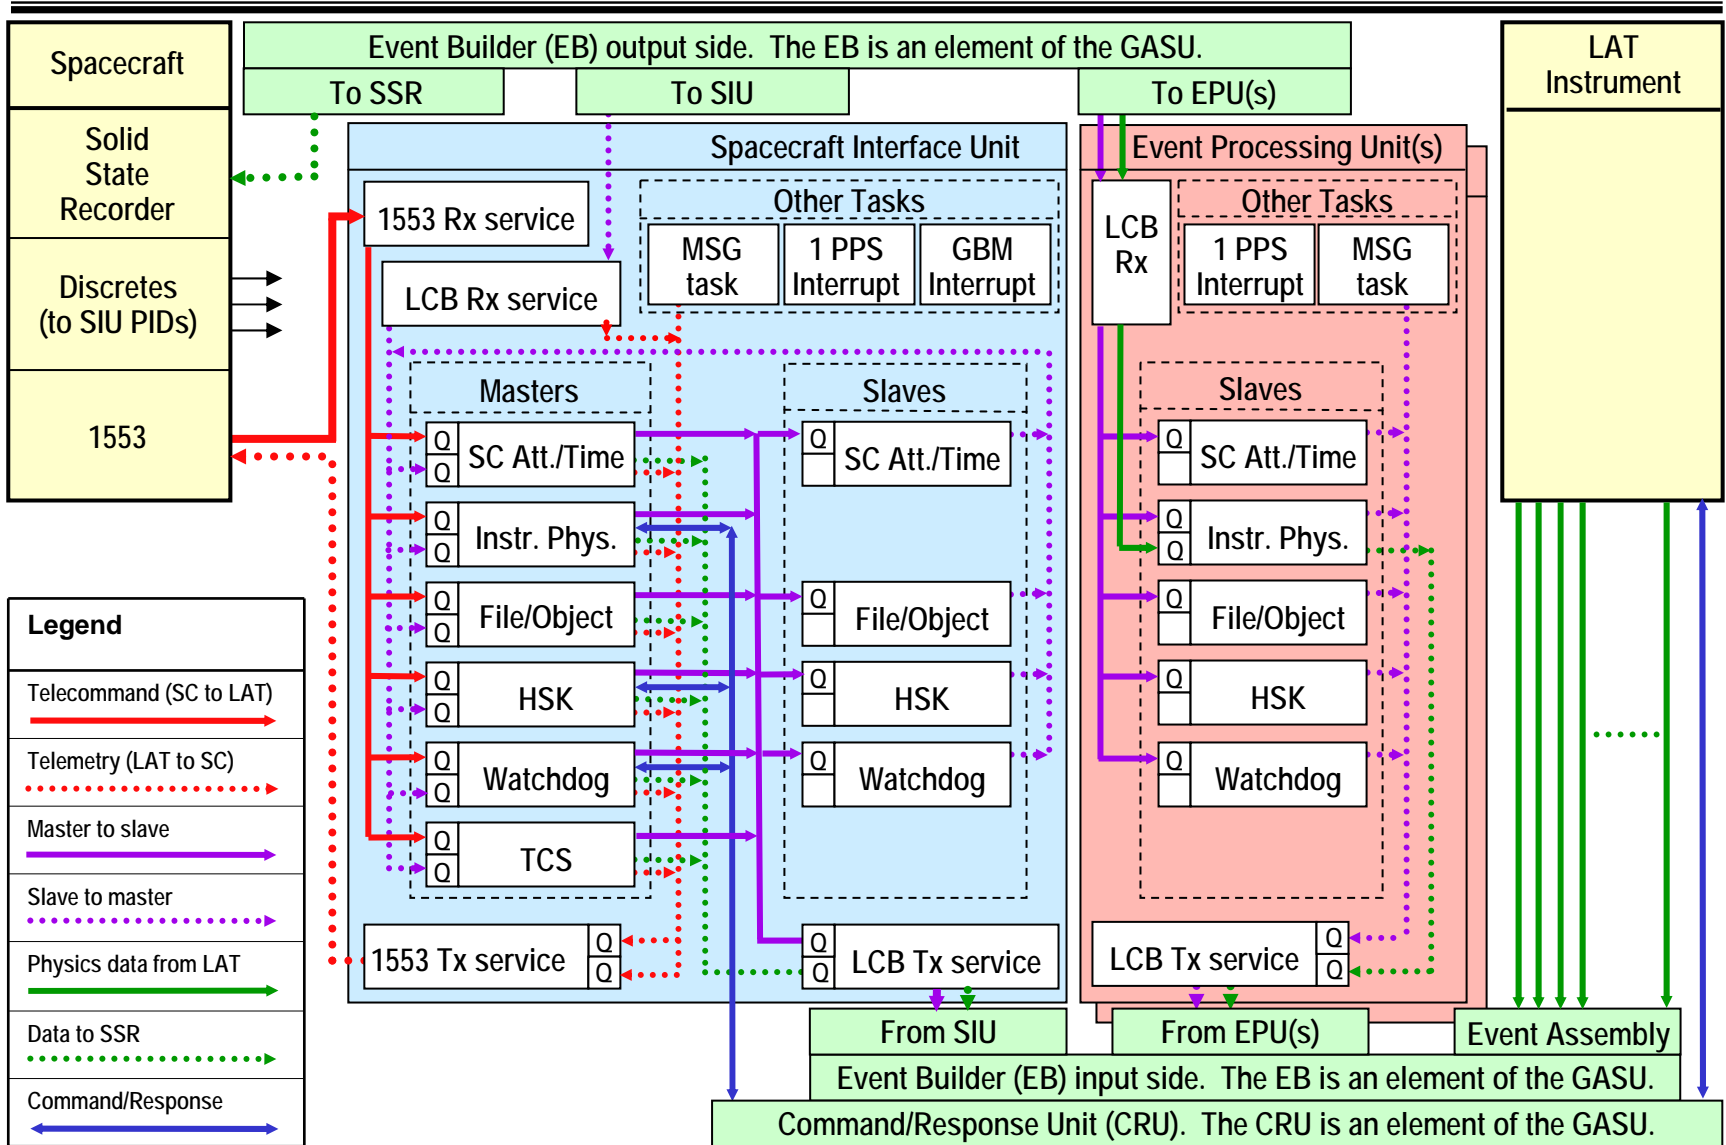 Event Builder (EB) output side. The EB is an element of the GASU.
To SSR
To SIU
To EPU(s)
Spacecraft
Solid
State
Recorder
Discretes
(to SIU PIDs)
1553
LAT
Instrument
Spacecraft Interface Unit
1553 Rx service
LCB Rx service
Other Tasks
MSG
task
1 PPS
Interrupt
GBM
Interrupt
Masters
Q
Q
SC Att./Time
Q
Q
Instr. Phys.
Q
Q
File/Object
Q
Q
HSK
Q
Q
Watchdog
Q
Q
TCS
Slaves
Q
SC Att./Time
Q
File/Object
Q
HSK
Q
Watchdog
1553 Tx service
Q
Q
Q
Q
LCB Tx service
Event Processing Unit(s)
LCB
Rx
Other Tasks
1 PPS
Interrupt
MSG
task
Slaves
Q
SC Att./Time
Q
Q
Instr. Phys.
Q
File/Object
Q
HSK
Q
Watchdog
LCB Tx service
Q
Q
Legend
Telecommand (SC to LAT)
Telemetry (LAT to SC)
Master to slave
Slave to master
Physics data from LAT
Data to SSR
Command/Response
From SIU
From EPU(s)
Event Assembly
Event Builder (EB) input side. The EB is an element of the GASU.
Command/Response Unit (CRU). The CRU is an element of the GASU.